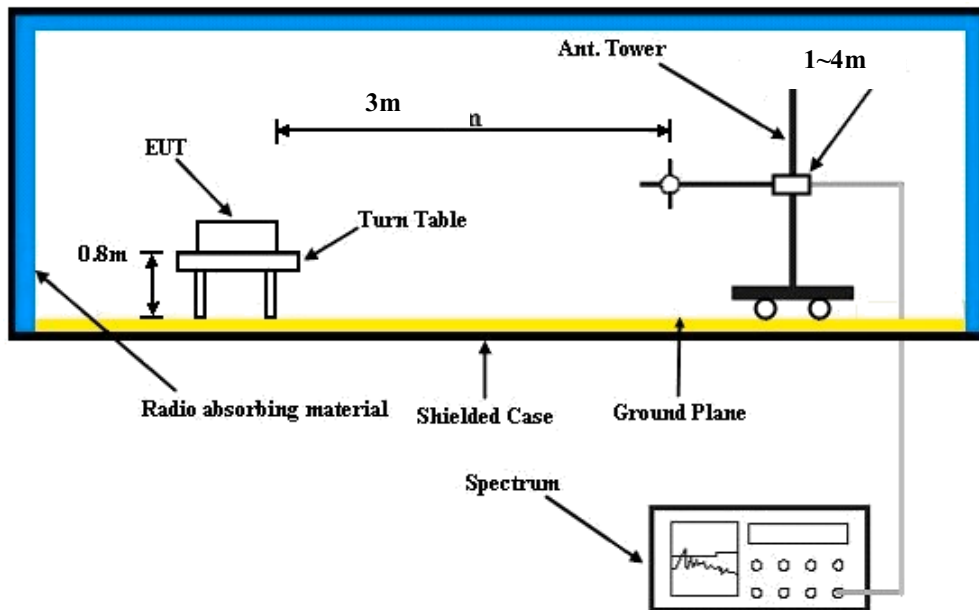 Ant. Tower
1~4m
3m
n
EUT
Turn Table
0.8m
Radio absorbing material
Shielded Case
Ground Plane
Spectrum